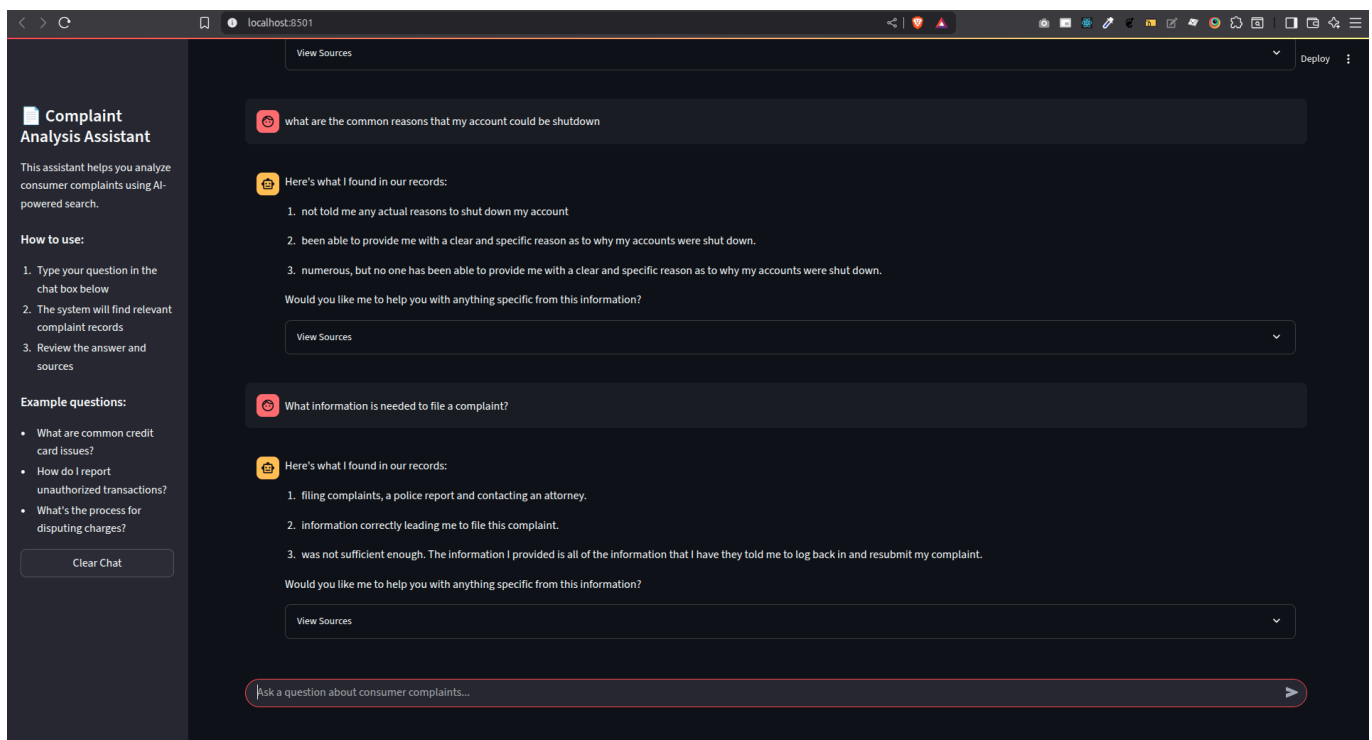 localhost:8501
View Sources
Deploy
📄 Complaint
Analysis Assistant
This assistant helps you analyze
consumer complaints using AI-
powered search.
How to use:
1. Type your question in the
chat box below
2. The system will find relevant
complaint records
3. Review the answer and
sources
Example questions:
• What are common credit
card issues?
• How do I report
unauthorized transactions?
• What's the process for
disputing charges?
Clear Chat
what are the common reasons that my account could be shutdown
Here's what I found in our records:
1. not told me any actual reasons to shut down my account
2. been able to provide me with a clear and specific reason as to why my accounts were shut down.
3. numerous, but no one has been able to provide me with a clear and specific reason as to why my accounts were shut down.
Would you like me to help you with anything specific from this information?
View Sources
What information is needed to file a complaint?
Here's what I found in our records:
1. filing complaints, a police report and contacting an attorney.
2. information correctly leading me to file this complaint.
3. was not sufficient enough. The information I provided is all of the information that I have they told me to log back in and resubmit my complaint.
Would you like me to help you with anything specific from this information?
View Sources
Ask a question about consumer complaints...